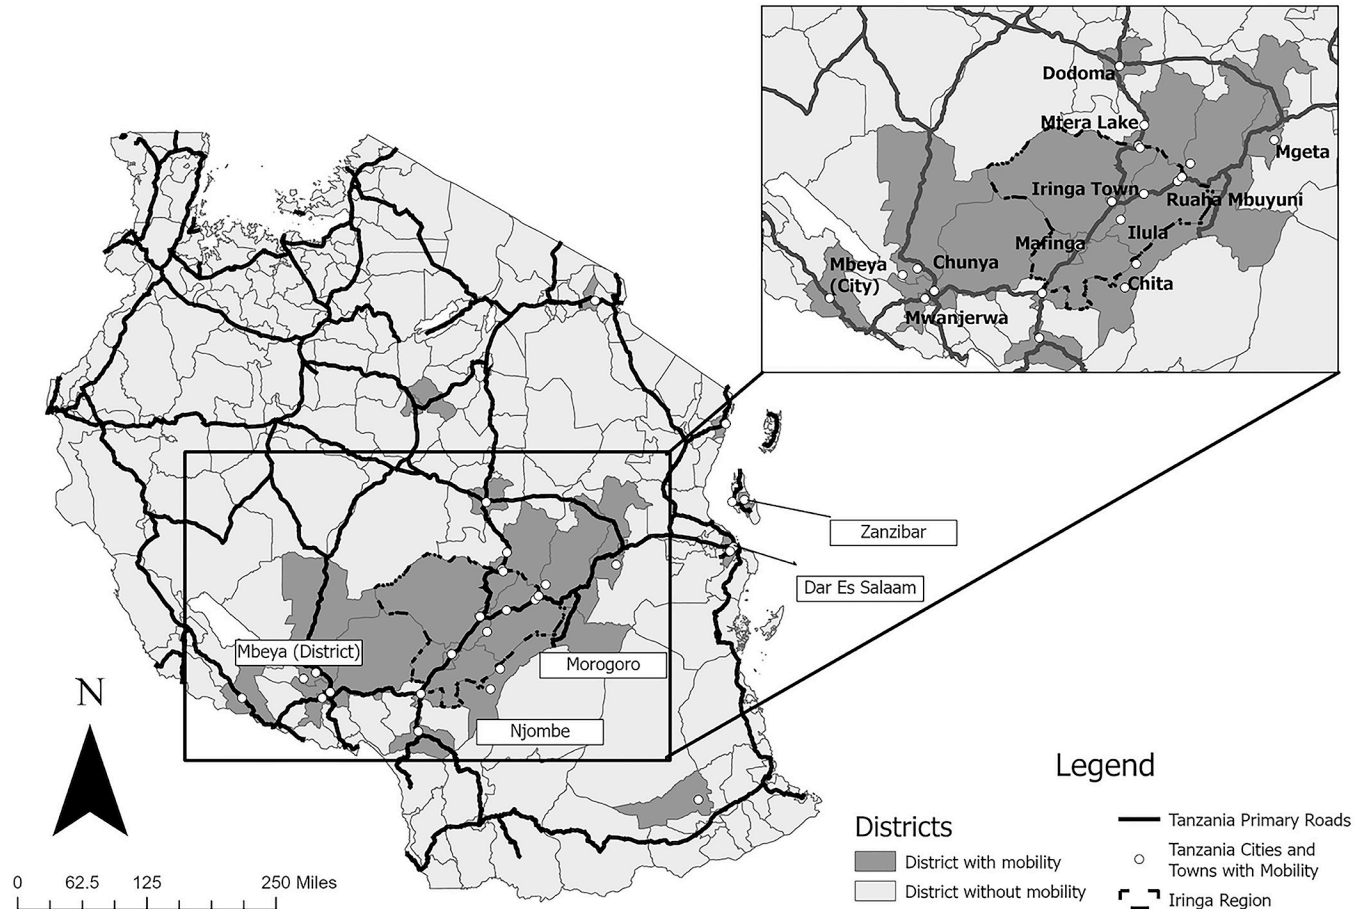 Dodoma
Mtera Lake
Mgeta
Iringa Town
Ruaha Mbuyuni
Ilula
Mafinga
Chunya
Mbeya
(City)
Chita
Mwanjerwa
Zanzibar
Dar Es Salaam
Mbeya (District)
Morogoro
Njombe
N
0 62.5 125 250 Miles
Legend
Districts
District with mobility
District without mobility
Tanzania Primary Roads
Tanzania Cities and
Towns with Mobility
Iringa Region